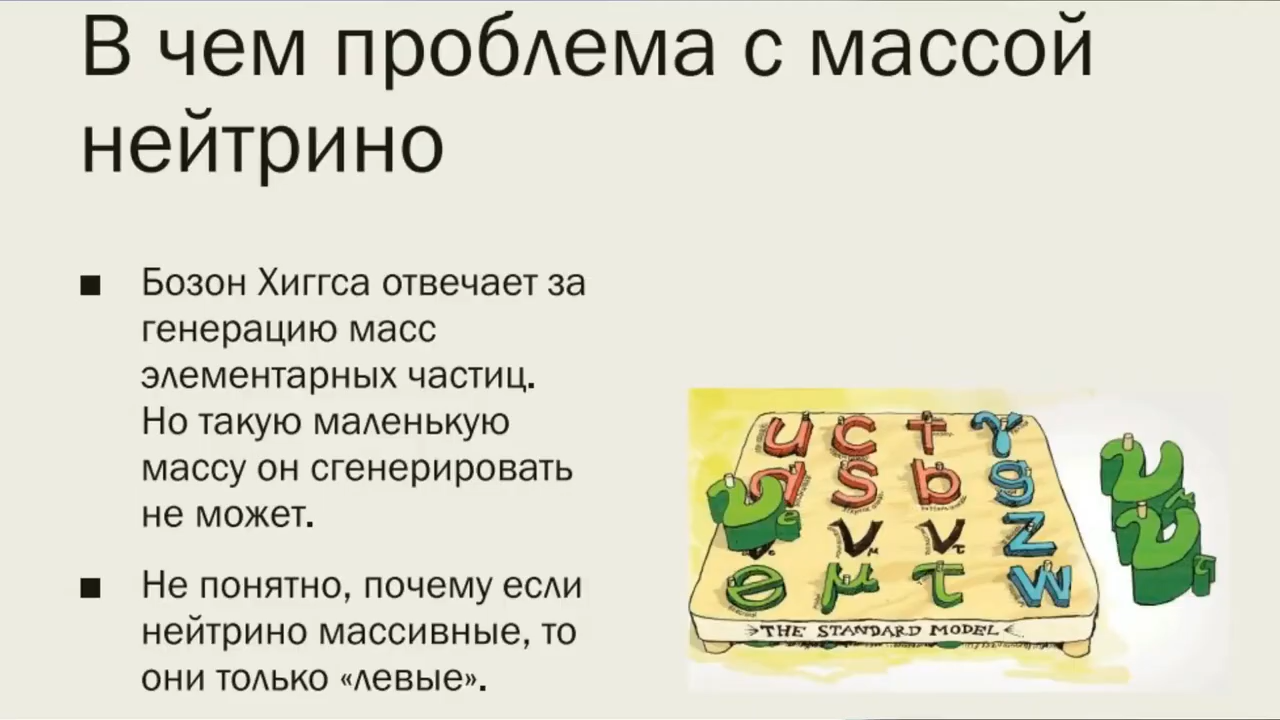 В чем проблема с массой
нейтрино
Бозон Хиггса отвечает за
генерацию масс
элементарных частиц.
Но такую маленькую
массу он сгенерировать
не может.
Не понятно, почему если
нейтрино массивные, то
они только «левые».
u c t γ
d s b g
ν e ν μ ν τ Z
e μ τ W
ν e
ν μ
ν τ
THE STANDARD MODEL